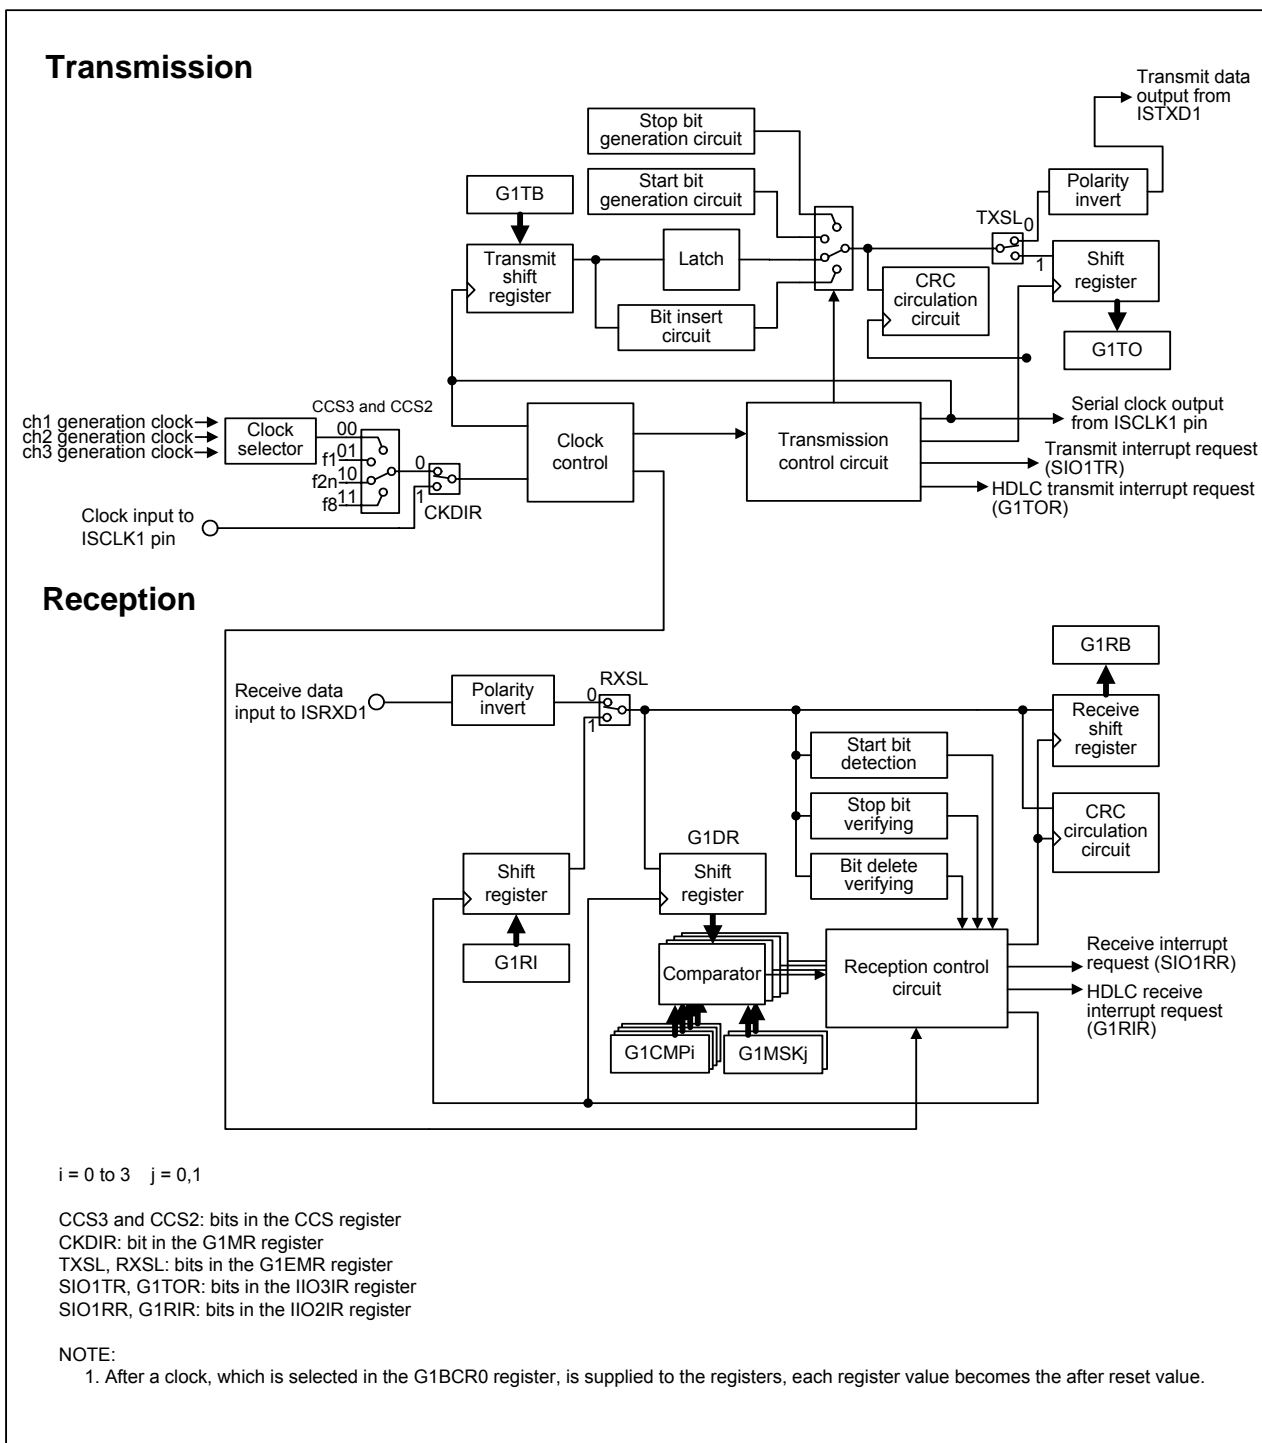 Transmission
Transmit data
output from
ISTXD1
Stop bit
generation circuit
Start bit
generation circuit
G1TB
Polarity
invert
TXSL
0
1
Transmit
shift
register
Latch
Shift
register
CRC
circulation
circuit
Bit insert
circuit
G1TO
CCS3 and CCS2
ch1 generation clock
ch2 generation clock
ch3 generation clock
Clock
selector
00
f1 01
f2n 10
f8 11
0
1
CKDIR
Clock
control
Transmission
control circuit
Serial clock output
from ISCLK1 pin
Transmit interrupt request
(SIO1TR)
HDLC transmit interrupt request
(G1TOR)
Clock input to
ISCLK1 pin
Reception
G1RB
Receive data
input to ISRXD1
Polarity
invert
RXSL
0
1
Receive
shift
register
Start bit
detection
Stop bit
verifying
Bit delete
verifying
CRC
circulation
circuit
G1DR
Shift
register
Shift
register
G1RI
Comparator
Reception control
circuit
Receive interrupt
request (SIO1RR)
HDLC receive
interrupt request
(G1RIR)
G1CMPi
G1MSKj
i = 0 to 3 j = 0,1
CCS3 and CCS2: bits in the CCS register
CKDIR: bit in the G1MR register
TXSL, RXSL: bits in the G1EMR register
SIO1TR, G1TOR: bits in the IIO3IR register
SIO1RR, G1RIR: bits in the IIO2IR register
NOTE:
1. After a clock, which is selected in the G1BCR0 register, is supplied to the registers, each register value becomes the after reset value.